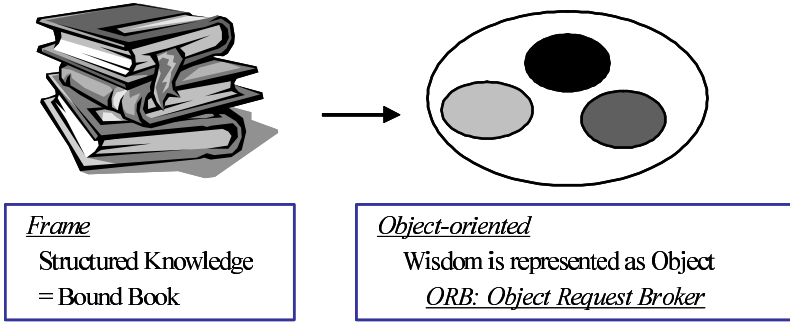 Frame
Structured Knowledge
= Bound Book
Object-oriented
Wisdom is represented as Object
ORB: Object Request Broker